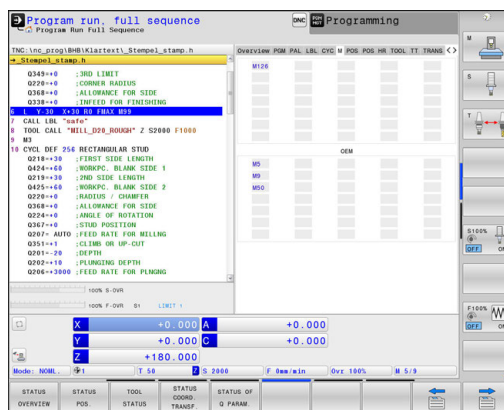 Program run, full sequence
Program Run Full Sequence
DNC
PGM MGT
Programming
TNC:\nc_prog\BHB\Klartext\_Stempel_stamp.h
→_Stempel_stamp.h
Q349=+0 ;3RD LIMIT
Q220=+0 ;CORNER RADIUS
Q368=+0 ;ALLOWANCE FOR SIDE
Q338=+0 ;INFEED FOR FINISHING
6 L Y-30 X+30 R0 FMAX M99
7 CALL LBL "safe"
8 TOOL CALL "MILL_D20_ROUGH" Z S2000 F1000
9 M3
10 CYCL DEF 256 RECTANGULAR STUD
Q218=+30 ;FIRST SIDE LENGTH
Q424=+60 ;WORKPC. BLANK SIDE 1
Q219=+30 ;2ND SIDE LENGTH
Q425=+60 ;WORKPC. BLANK SIDE 2
Q220=+0 ;RADIUS / CHAMFER
Q368=+0 ;ALLOWANCE FOR SIDE
Q224=+0 ;ANGLE OF ROTATION
Q367=+0 ;STUD POSITION
Q207= AUTO ;FEED RATE FOR MILLNG
Q351=+1 ;CLIMB OR UP-CUT
Q201=-20 ;DEPTH
Q202=+10 ;PLUNGING DEPTH
Q206=+3000 ;FEED RATE FOR PLNGNG
Overview PGM PAL LBL CYC M POS POS HR TOOL TT TRANS <>
M126
OEM
M5
M9
M50
100% S-OVR
100% F-OVR S1 LIMIT 1
X +0.000 A +0.000
Y +0.000 C +0.000
Z +180.000
Mode: NOML. 1 T 50 Z S 2000 F 0mm/min Ovr 100% M 5/9
STATUS OVERVIEW
STATUS POS.
TOOL STATUS
STATUS COORD. TRANSF.
STATUS OF Q PARAM.
M
S
T
S100%
OFF ON
F100%
OFF ON